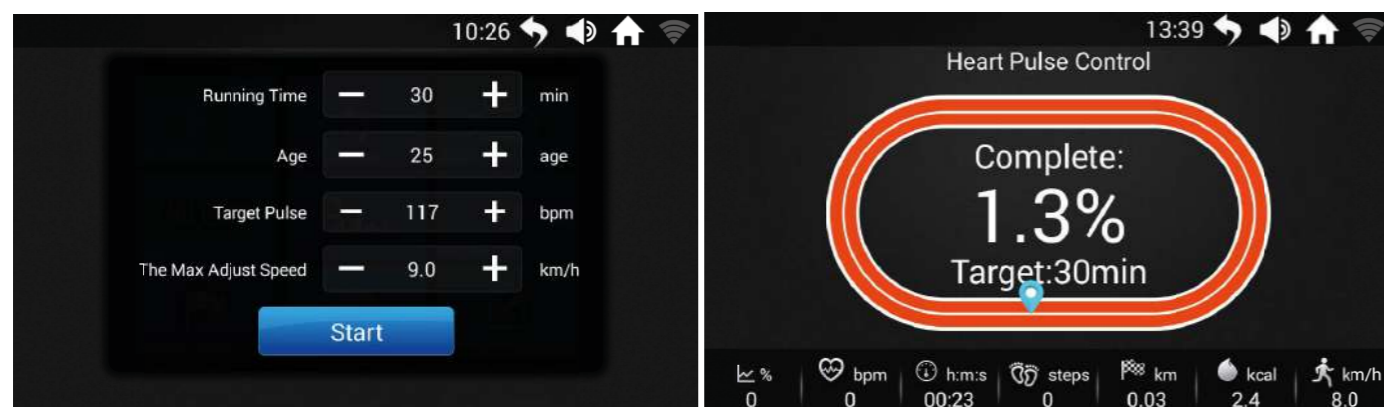 10:26
Running Time − 30 + min
Age − 25 + age
Target Pulse − 117 + bpm
The Max Adjust Speed − 9.0 + km/h
Start
13:39
Heart Pulse Control
Complete:
1.3%
Target:30min
% bpm h:m:s steps km kcal km/h
0 0 00:23 0 0.03 2.4 8.0